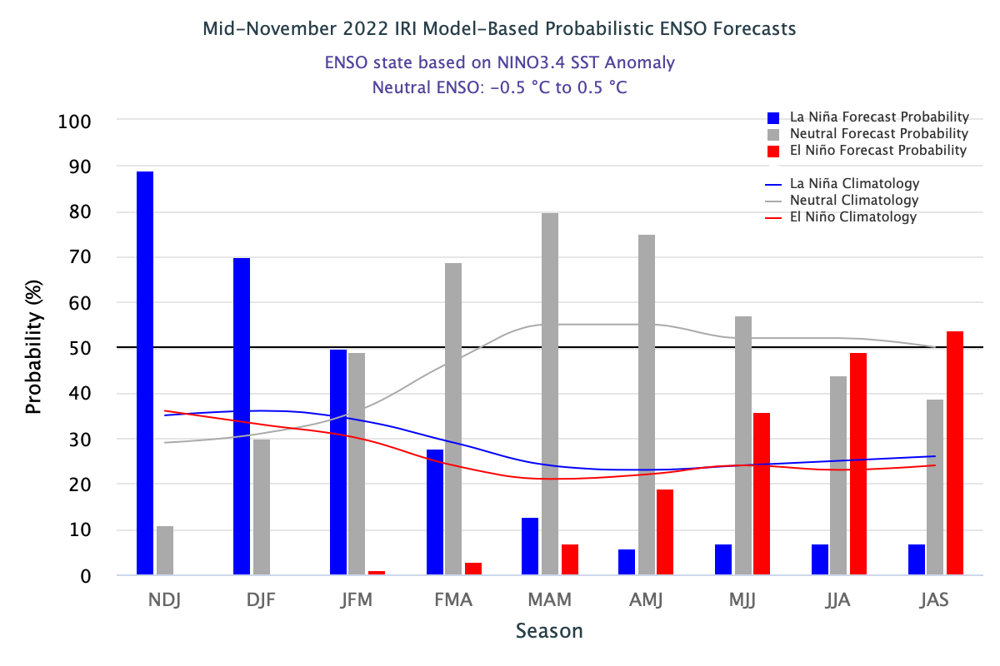 Mid-November 2022 IRI Model-Based Probabilistic ENSO Forecasts
ENSO state based on NINO3.4 SST Anomaly
Neutral ENSO: -0.5 °C to 0.5 °C
La Niña Forecast Probability
Neutral Forecast Probability
El Niño Forecast Probability
La Niña Climatology
Neutral Climatology
El Niño Climatology
Probability (%)
100
90
80
70
60
50
40
30
20
10
0
NDJ DJF JFM FMA MAM AMJ MJJ JJA JAS
Season